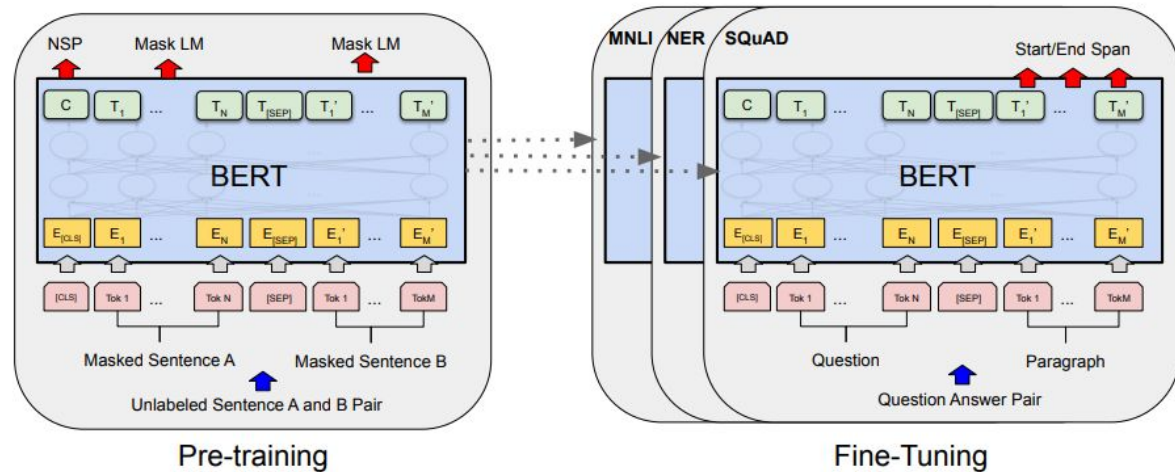 NSP Mask LM Mask LM
C T1 ... TN T[SEP] T1' ... TM'
BERT
E[CLS] E1 ... EN E[SEP] E1' ... EM'
[CLS] Tok 1 ... Tok N [SEP] Tok 1 ... TokM
Masked Sentence A Masked Sentence B
Unlabeled Sentence A and B Pair
Pre-training
MNLI NER SQuAD
Start/End Span
C T1 ... TN T[SEP] T1' ... TM'
BERT
E[CLS] E1 ... EN E[SEP] E1' ... EM'
[CLS] Tok 1 ... Tok N [SEP] Tok 1 ... TokM
Question Paragraph
Question Answer Pair
Fine-Tuning